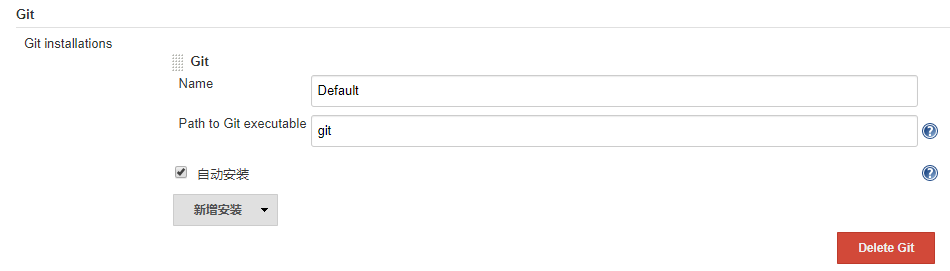 Git
Git installations
Git
Name
Default
Path to Git executable
git
自动安装
新增安装
Delete Git